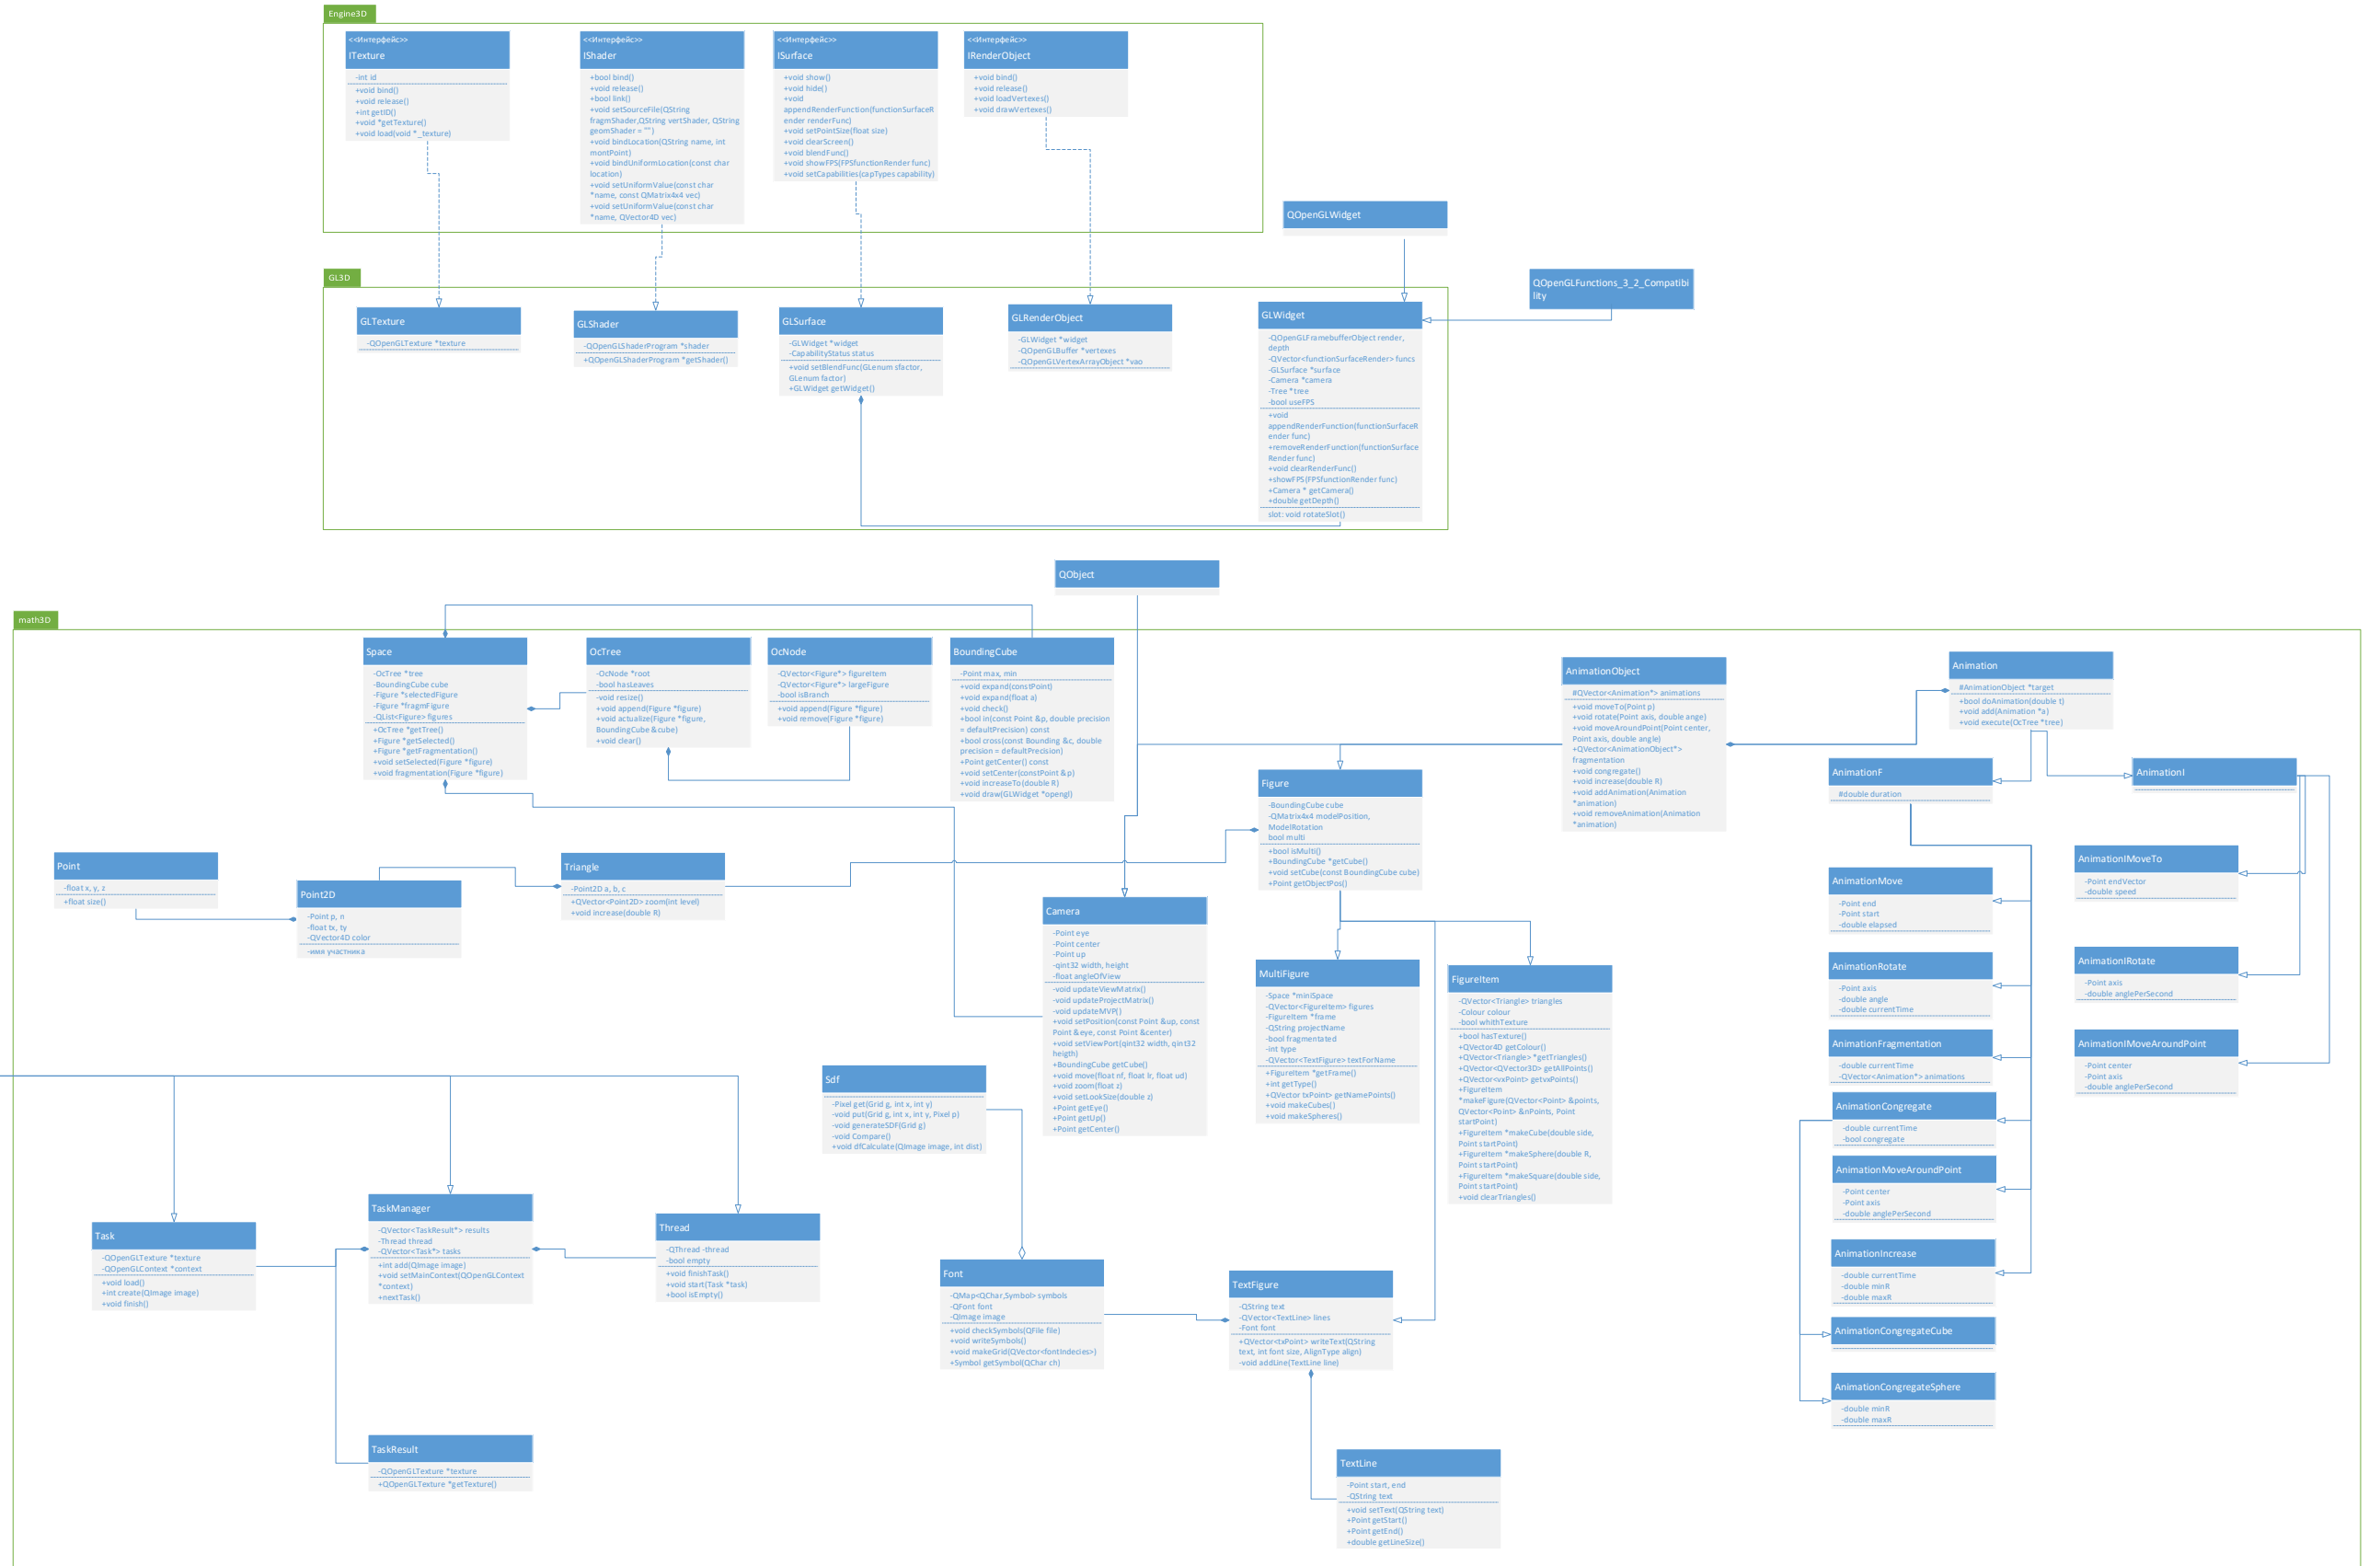 Engine3D
<<Интерфейс>>
ITexture
-int id
+void bind()
+void release()
+int getID()
+void *getTexture()
+void load(void *_texture)
<<Интерфейс>>
IShader
+bool bind()
+void release()
+bool link()
+void setSourceFile(QString
fragmShader,QString vertShader, QString
geomShader = "")
+void bindLocation(QString name, int
montPoint)
+void bindUniformLocation(const char
location)
+void setUniformValue(const char
*name, const QMatrix4x4 vec)
+void setUniformValue(const char
*name, QVector4D vec)
<<Интерфейс>>
ISurface
+void show()
+void hide()
+void
appendRenderFunction(functionSurfaceR
ender renderFunc)
+void setPointSize(float size)
+void clearScreen()
+void blendFunc()
+void showFPS(FPSfunctionRender func)
+void setCapabilities(capTypes capability)
<<Интерфейс>>
IRenderObject
+void bind()
+void release()
+void loadVertexes()
+void drawVertexes()
QOpenGLWidget
QOpenGLFunctions_3_2_Compatibi
lity
GL3D
GLTexture
-QOpenGLTexture *texture
GLShader
-QOpenGLShaderProgram *shader
+QOpenGLShaderProgram *getShader()
GLSurface
-GLWidget *widget
-CapabilityStatus status
+void setBlendFunc(GLenum sfactor,
GLenum factor)
+GLWidget getWidget()
GLRenderObject
-GLWidget *widget
-QOpenGLBuffer *vertexes
-QOpenGLVertexArrayObject *vao
GLWidget
-QOpenGLFramebufferObject render,
depth
-QVector<functionSurfaceRender> funcs
-GLSurface *surface
-Camera *camera
-Tree *tree
-bool useFPS
+void
appendRenderFunction(functionSurfaceR
ender func)
+removeRenderFunction(functionSurface
Render func)
+void clearRenderFunc()
+showFPS(FPSfunctionRender func)
+Camera * getCamera()
+double getDepth()
slot: void rotateSlot()
QObject
math3D
Space
-OcTree *tree
-BoundingCube cube
-Figure *selectedFigure
-Figure *fragmFigure
-QList<Figure> figures
+OcTree *getTree()
+Figure *getSelected()
+Figure *getFragmentation()
+void setSelected(Figure *figure)
+void fragmentation(Figure *figure)
OcTree
-OcNode *root
-bool hasLeaves
-void resize()
+void append(Figure *figure)
+void actualize(Figure *figure,
BoundingCube &cube)
+void clear()
OcNode
-QVector<Figure*> figureItem
-QVector<Figure*> largeFigure
-bool isBranch
+void append(Figure *figure)
+void remove(Figure *figure)
BoundingCube
-Point max, min
+void expand(constPoint)
+void expand(float a)
+void check()
+bool in(const Point &p, double precision
= defaultPrecision) const
+bool cross(const Bounding &c, double
precision = defaultPrecision)
+Point getCenter() const
+void setCenter(constPoint &p)
+void increaseTo(double R)
+void draw(GLWidget *opengl)
AnimationObject
#QVector<Animation*> animations
+void moveTo(Point p)
+void rotate(Point axis, double ange)
+void moveAroundPoint(Point center,
Point axis, double angle)
+QVector<AnimationObject*>
fragmentation
+void congregate()
+void increase(double R)
+void addAnimation(Animation
*animation)
+void removeAnimation(Animation
*animation)
Animation
#AnimationObject *target
+bool doAnimation(double t)
+void add(Animation *a)
+void execute(OcTree *tree)
AnimationF
#double duration
AnimationI
Figure
-BoundingCube cube
-QMatrix4x4 modelPosition,
ModelRotation
bool multi
+bool isMulti()
+BoundingCube *getCube()
+void setCube(const BoundingCube cube)
+Point getObjectPos()
Point
-float x, y, z
+float size()
Point2D
-Point p, n
-float tx, ty
-QVector4D color
-имя участника
Triangle
-Point2D a, b, c
+QVector<Point2D> zoom(int level)
+void increase(double R)
Camera
-Point eye
-Point center
-Point up
-qint32 width, height
-float angleOfView
-void updateViewMatrix()
-void updateProjectMatrix()
-void updateMVP()
+void setPosition(const Point &up, const
Point &eye, const Point &center)
+void setViewPort(qint32 width, qint32
heigth)
+BoundingCube getCube()
+void move(float nf, float lr, float ud)
+void zoom(float z)
+void setLookSize(double z)
+Point getEye()
+Point getUp()
+Point getCenter()
MultiFigure
-Space *miniSpace
-QVector<FigureItem> figures
-FigureItem *frame
-QString projectName
-bool fragmentated
-int type
-QVector<TextFigure> textForName
+FigureItem *getFrame()
+int getType()
+QVector txPoint> getNamePoints()
+void makeCubes()
+void makeSpheres()
FigureItem
-QVector<Triangle> triangles
-Colour colour
-bool whithTexture
+bool hasTexture()
+QVector4D getColour()
+QVector<Triangle> *getTriangles()
+QVector<QVector3D> getAllPoints()
+QVector<vxPoint> getvxPoints()
+FigureItem
*makeFigure(QVector<Point> &points,
QVector<Point> &nPoints, Point
startPoint)
+FigureItem *makeCube(double side,
Point startPoint)
+FigureItem *makeSphere(double R,
Point startPoint)
+FigureItem *makeSquare(double side,
Point startPoint)
+void clearTriangles()
AnimationMove
-Point end
-Point start
-double elapsed
AnimationIMoveTo
-Point endVector
-double speed
AnimationRotate
-Point axis
-double angle
-double currentTime
AnimationIRotate
-Point axis
-double anglePerSecond
AnimationFragmentation
-double currentTime
-QVector<Animation*> animations
AnimationIMoveAroundPoint
-Point center
-Point axis
-double anglePerSecond
AnimationCongregate
-double currentTime
-bool congregate
AnimationMoveAroundPoint
-Point center
-Point axis
-double anglePerSecond
AnimationIncrease
-double currentTime
-double minR
-double maxR
AnimationCongregateCube
AnimationCongregateSphere
-double minR
-double maxR
Sdf
-Pixel get(Grid g, int x, int y)
-void put(Grid g, int x, int y, Pixel p)
-void generateSDF(Grid g)
-void Compare()
+void dfCalculate(QImage image, int dist)
Task
-QOpenGLTexture *texture
-QOpenGLContext *context
+void load()
+int create(QImage image)
+void finish()
TaskManager
-QVector<TaskResult*> results
-Thread thread
-QVector<Task*> tasks
+int add(QImage image)
+void setMainContext(QOpenGLContext
*context)
+nextTask()
Thread
-QThread -thread
-bool empty
+void finishTask()
+void start(Task *task)
+bool isEmpty()
Font
-QMap<QChar,Symbol> symbols
-QFont font
-QImage image
+void checkSymbols(QFile file)
+void writeSymbols()
+void makeGrid(QVector<fontIndecies>)
+Symbol getSymbol(QChar ch)
TextFigure
-QString text
-QVector<TextLine> lines
-Font font
+QVector<txPoint> writeText(QString
text, int font size, AlignType align)
-void addLine(TextLine line)
TaskResult
-QOpenGLTexture *texture
+QOpenGLTexture *getTexture()
TextLine
-Point start, end
-QString text
+void setText(QString text)
+Point getStart()
+Point getEnd()
+double getLineSize()